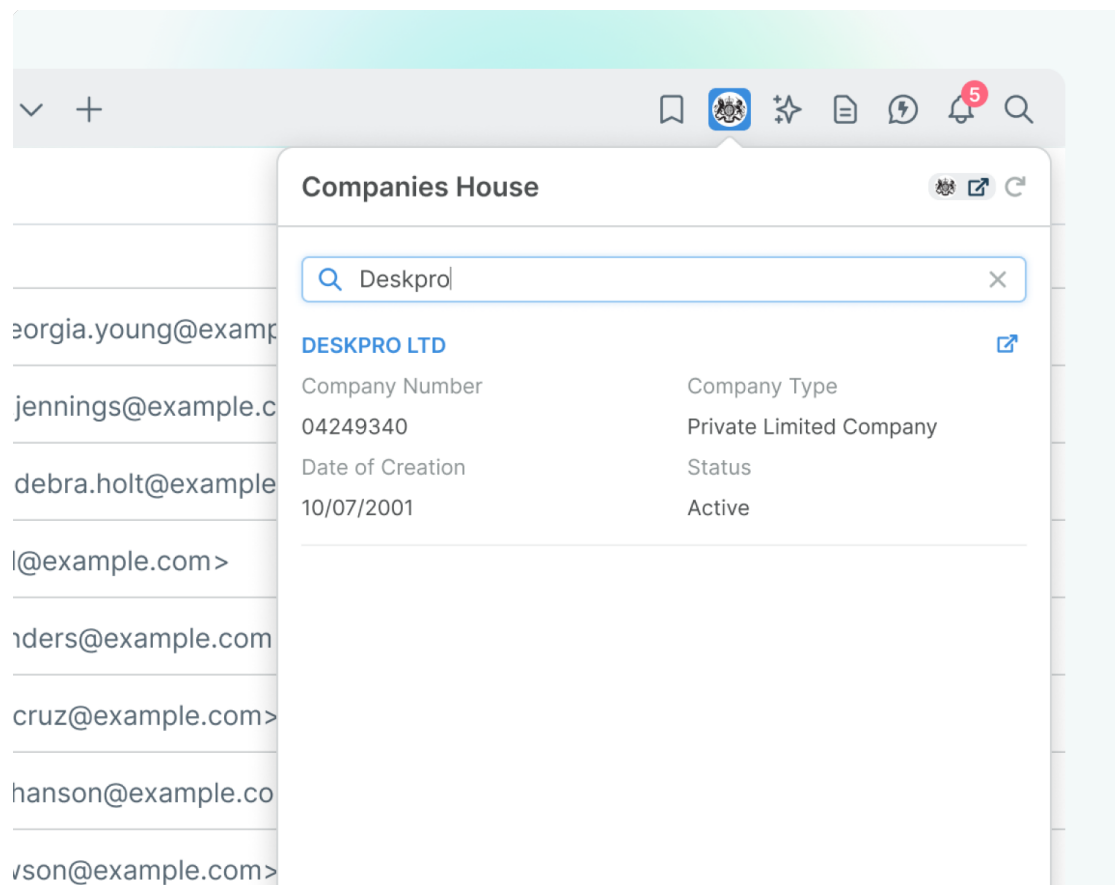 5
Companies House
Deskpro
DESKPRO LTD
Company Number Company Type
04249340 Private Limited Company
Date of Creation Status
10/07/2001 Active
eorgia.young@examp
jennings@example.c
debra.holt@example
@example.com>
nders@example.com
cruz@example.com>
hanson@example.co
son@example.com>